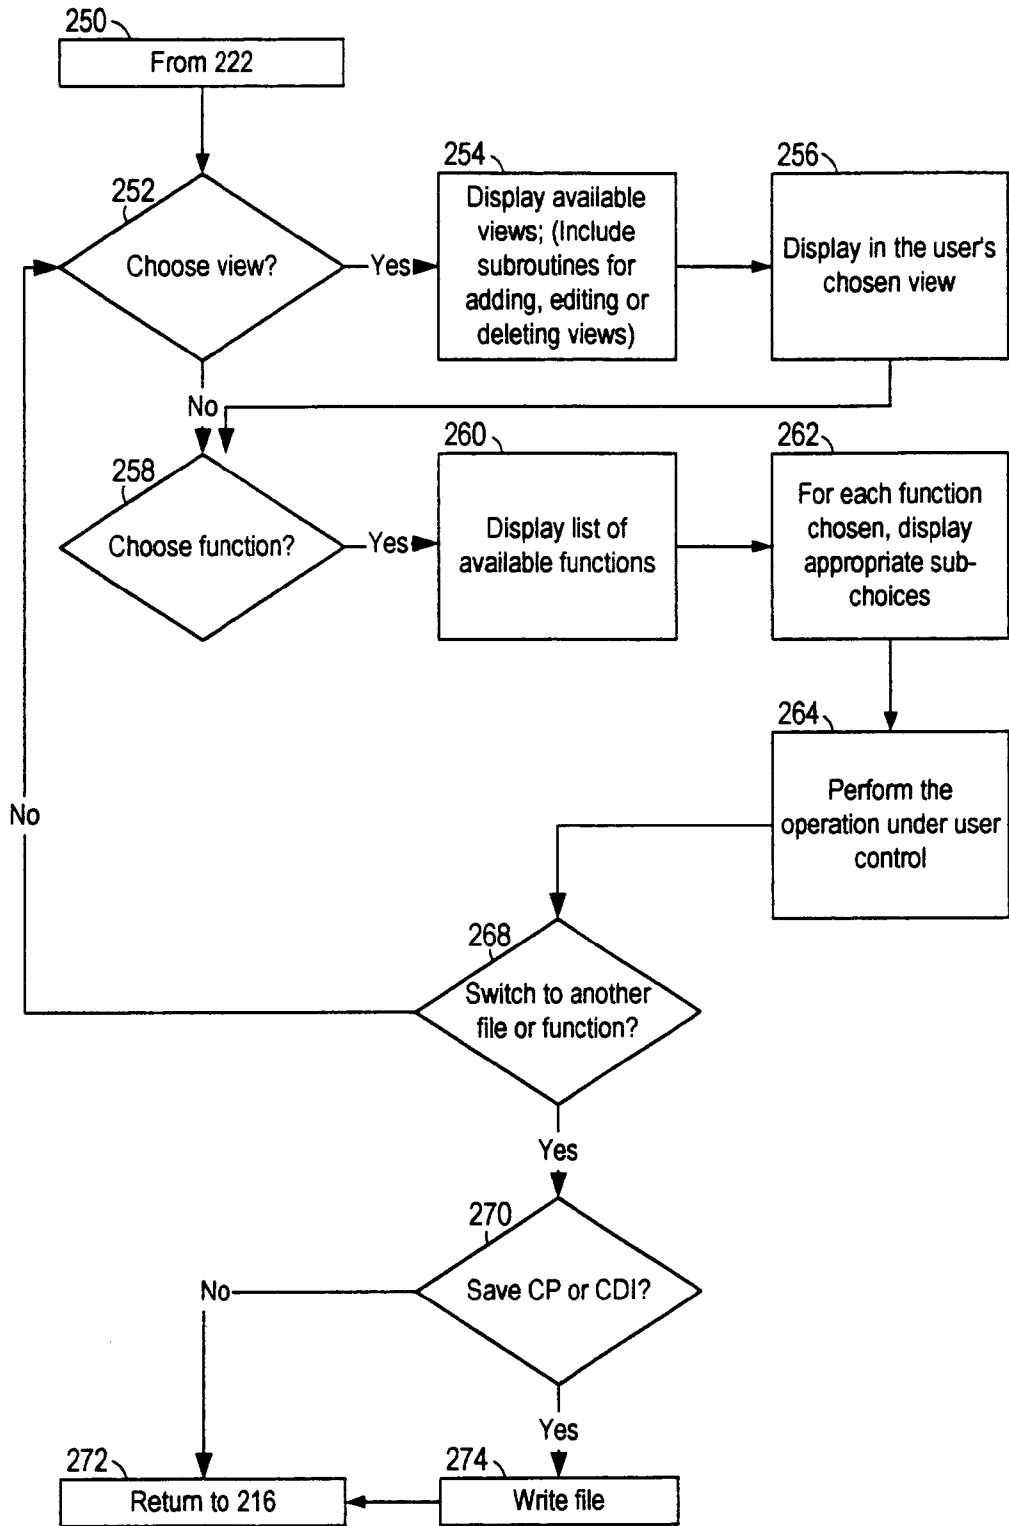 250
From 222
252
Choose view?
Yes
254
Display available
views; (Include
subroutines for
adding, editing or
deleting views)
256
Display in the user's
chosen view
No
258
Choose function?
Yes
260
Display list of
available functions
262
For each function
chosen, display
appropriate sub-
choices
264
Perform the
operation under user
control
No
268
Switch to another
file or function?
Yes
270
Save CP or CDI?
No
Yes
272
Return to 216
274
Write file